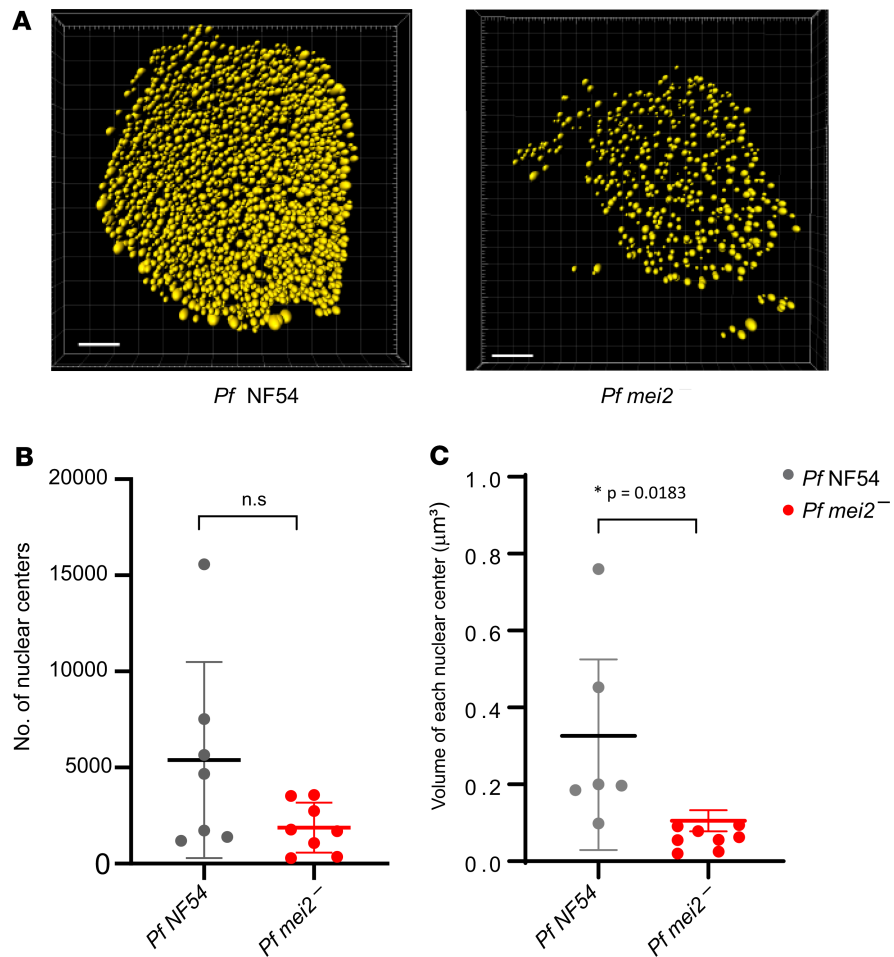 A
Pf NF54
Pf mei2 –
B
No. of nuclear centers
20000
15000
10000
5000
0
n.s
Pf NF54
Pf mei2 –
C
Volume of each nuclear center (µm³)
1.0
0.8
0.6
0.4
0.2
0.0
* p = 0.0183
Pf NF54
Pf mei2 –
Pf NF54
Pf mei2 –